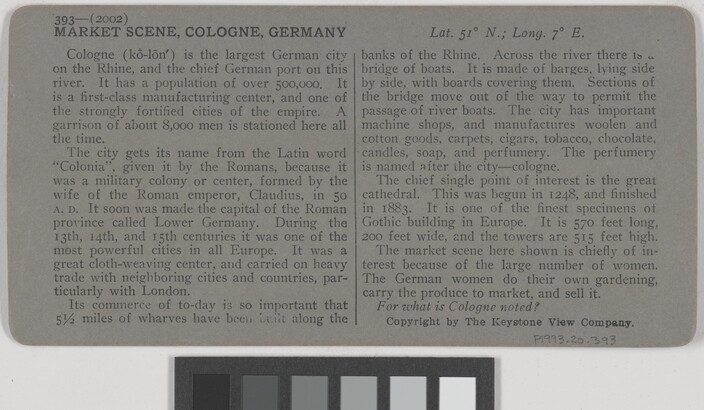 393—(2002)
MARKET SCENE, COLOGNE, GERMANY
Lat. 51° N.; Long. 7° E.
Cologne (kô-lōn′) is the largest German city
on the Rhine, and the chief German port on this
river. It has a population of over 500,000. It
is a first-class manufacturing center, and one of
the strongly fortified cities of the empire. A
garrison of about 8,000 men is stationed here all
the time.
The city gets its name from the Latin word
"Colonia", given it by the Romans, because it
was a military colony or center, formed by the
wife of the Roman emperor, Claudius, in 50
A. D. It soon was made the capital of the Roman
province called Lower Germany. During the
13th, 14th, and 15th centuries it was one of the
most powerful cities in all Europe. It was a
great cloth-weaving center, and carried on heavy
trade with neighboring cities and countries, par-
ticularly with London.
Its commerce of to-day is so important that
5½ miles of wharves have been built along the
banks of the Rhine. Across the river there is a
bridge of boats. It is made of barges, lying side
by side, with boards covering them. Sections of
the bridge move out of the way to permit the
passage of river boats. The city has important
machine shops, and manufactures woolen and
cotton goods, carpets, cigars, tobacco, chocolate,
candles, soap, and perfumery. The perfumery
is named after the city—cologne.
The chief single point of interest is the great
cathedral. This was begun in 1248, and finished
in 1883. It is one of the finest specimens of
Gothic building in Europe. It is 570 feet long,
200 feet wide, and the towers are 515 feet high.
The market scene here shown is chiefly of in-
terest because of the large number of women.
The German women do their own gardening,
carry the produce to market, and sell it.
For what is Cologne noted?
Copyright by The Keystone View Company.
P1993.20.393